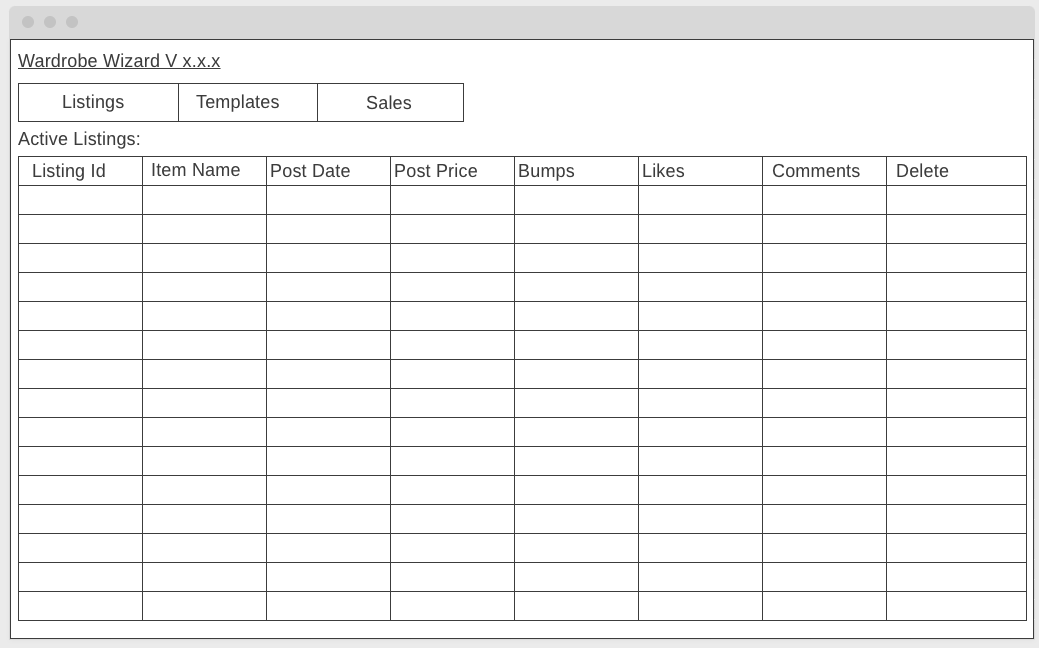 Wardrobe Wizard V x.x.x
Listings Templates Sales
Active Listings:
Listing Id Item Name Post Date Post Price Bumps Likes Comments Delete